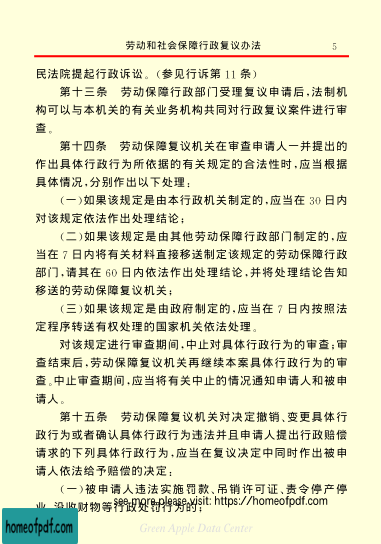 劳动和社会保障行政复议办法 5
民法院提起行政诉讼。(参见行诉第11条)
第十三条 劳动保障行政部门受理复议申请后,法制机
构可以与本机关的有关业务机构共同对行政复议案件进行审
查。
第十四条 劳动保障复议机关在审查申请人一并提出的
作出具体行政行为所依据的有关规定的合法性时,应当根据
具体情况,分别作出以下处理:
(一)如果该规定是由本行政机关制定的,应当在30日内
对该规定依法作出处理结论;
(二)如果该规定是由其他劳动保障行政部门制定的,应
当在7日内将有关材料直接移送制定该规定的劳动保障行政
部门,请其在60日内依法作出处理结论,并将处理结论告知
移送的劳动保障复议机关;
(三)如果该规定是由政府制定的,应当在7日内按照法
定程序转送有权处理的国家机关依法处理。
对该规定进行审查期间,中止对具体行政行为的审查;审
查结束后,劳动保障复议机关再继续本案具体行政行为的审
查。中止审查期间,应当将有关中止的情况通知申请人和被申
请人。
第十五条 劳动保障复议机关对决定撤销、变更具体行
政行为或者确认具体行政行为违法并且申请人提出行政赔偿
请求的下列具体行政行为,应当在复议决定中同时作出被申
请人依法给予赔偿的决定:
(一)被申请人违法实施罚款、吊销许可证、责令停产停
业、没收财物等行政处罚行为的;
see more please visit: https://homeofpdf.com
homeofpdf.com
Green Apple Data Center